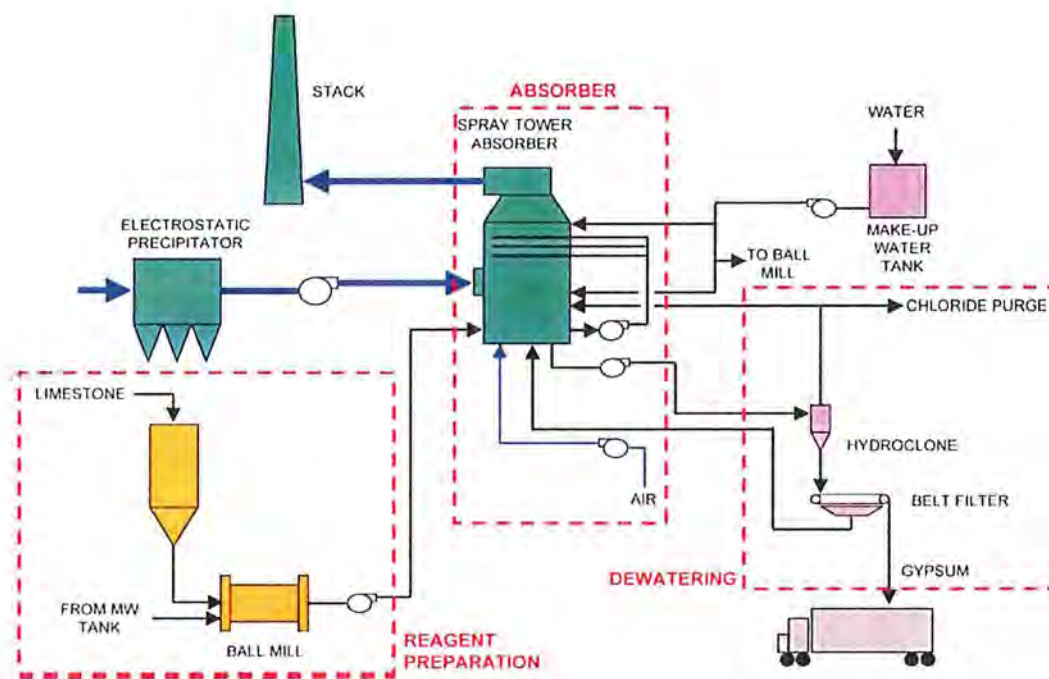 STACK
ABSORBER
SPRAY TOWER
ABSORBER
WATER
ELECTROSTATIC
PRECIPITATOR
MAKE-UP
WATER
TANK
TO BALL
MILL
CHLORIDE PURGE
LIMESTONE
HYDROCLONE
AIR
BELT FILTER
DEWATERING
GYPSUM
FROM MW
TANK
BALL MILL
REAGENT
PREPARATION